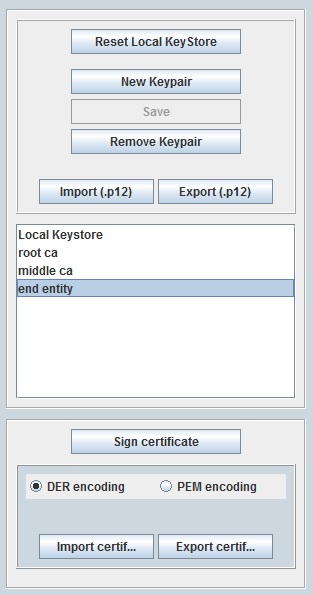 Reset Local KeyStore
New Keypair
Save
Remove Keypair
Import (.p12) Export (.p12)
Local Keystore
root ca
middle ca
end entity
Sign certificate
DER encoding PEM encoding
Import certif... Export certif...